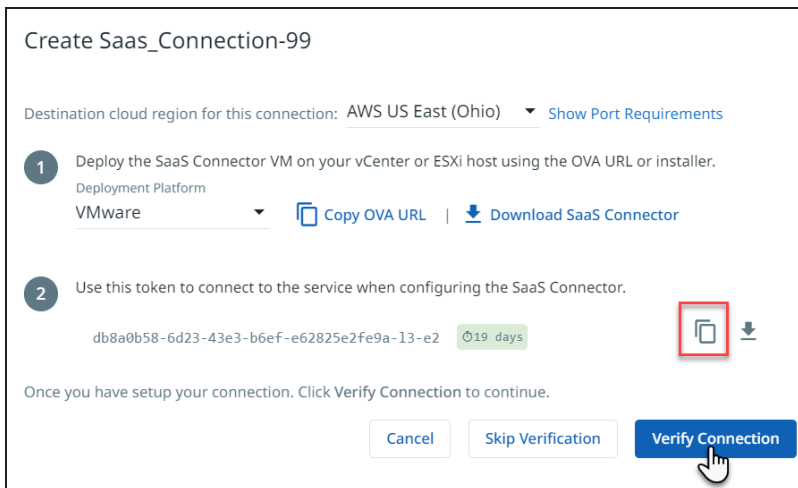 Create Saas_Connection-99
Destination cloud region for this connection: AWS US East (Ohio) Show Port Requirements
1 Deploy the SaaS Connector VM on your vCenter or ESXi host using the OVA URL or installer.
Deployment Platform
VMware Copy OVA URL | Download SaaS Connector
2 Use this token to connect to the service when configuring the SaaS Connector.
db8a0b58-6d23-43e3-b6ef-e62825e2fe9a-l3-e2 19 days
Once you have setup your connection. Click Verify Connection to continue.
Cancel Skip Verification Verify Connection